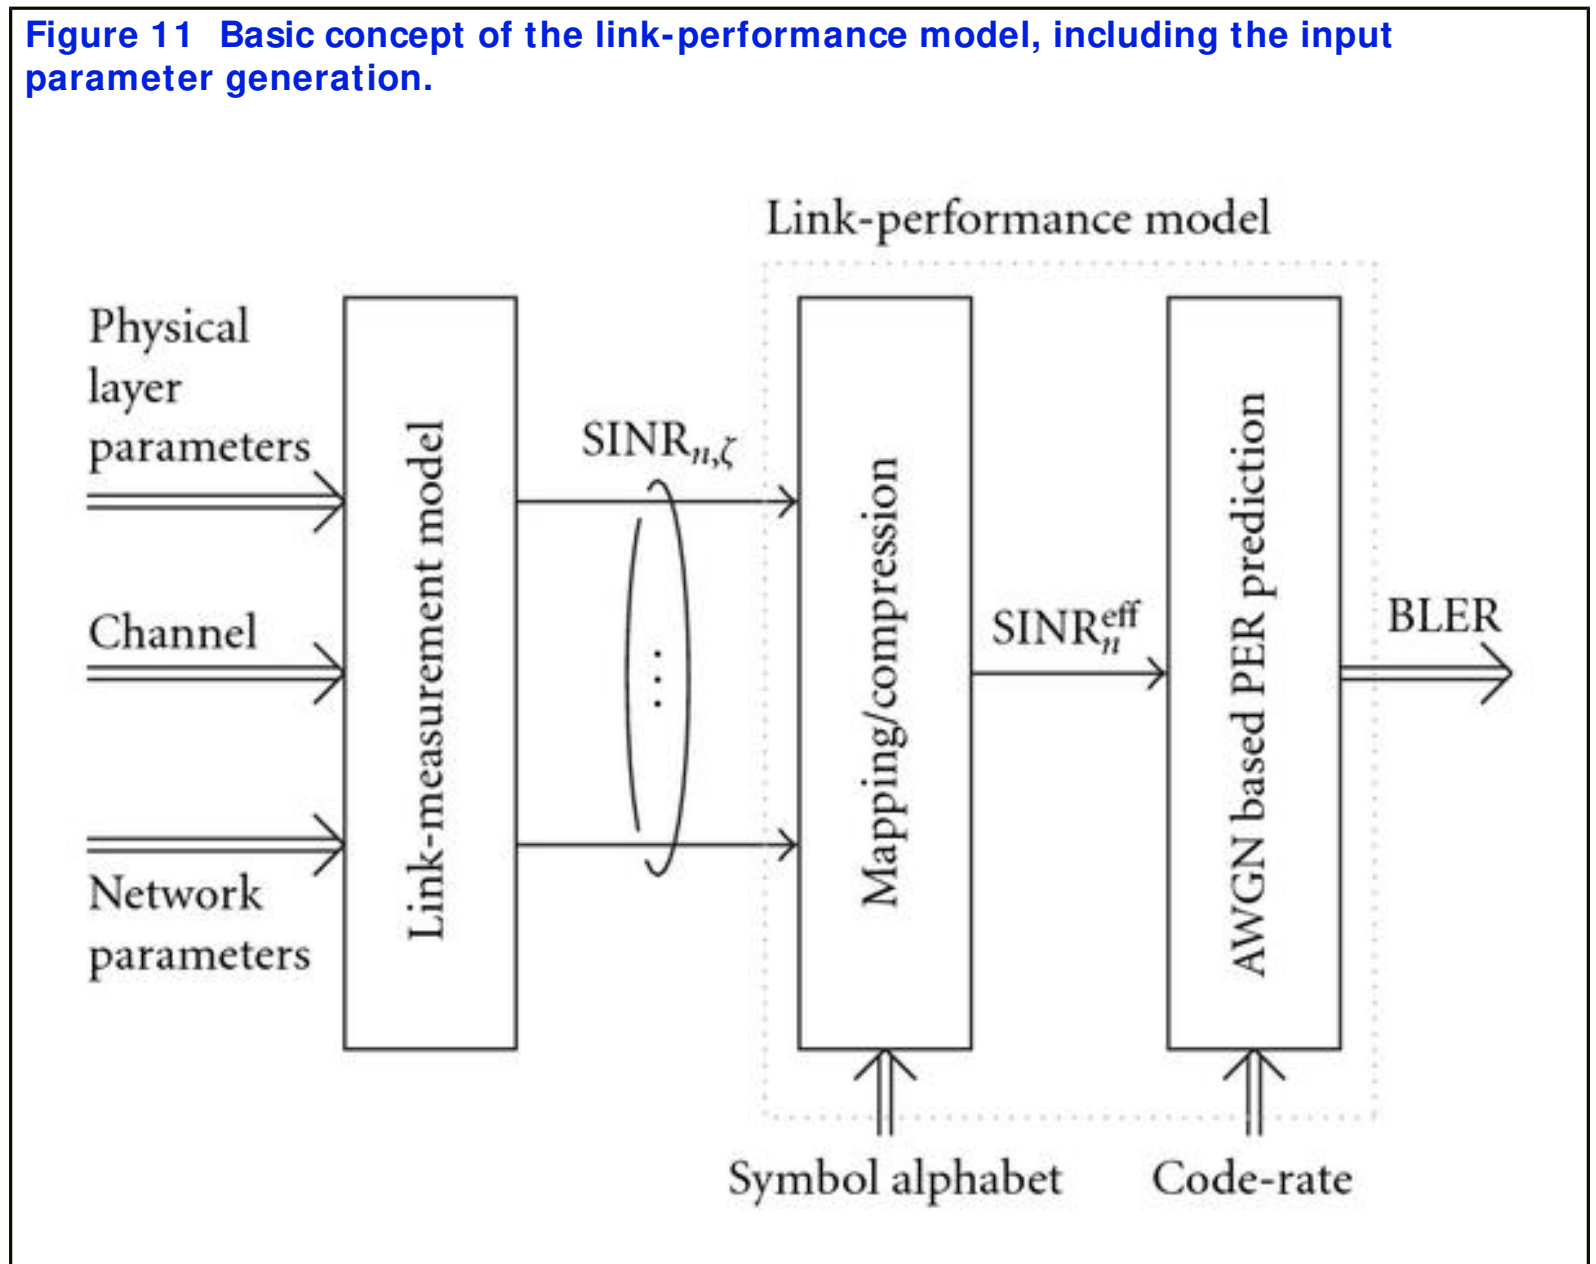 Figure 11 Basic concept of the link-performance model, including the input
parameter generation.
Link-performance model
Physical
layer
parameters
Channel
Network
parameters
Link-measurement model
SINRn,ζ
Mapping/compression
SINRn^eff
AWGN based PER prediction
BLER
Symbol alphabet
Code-rate